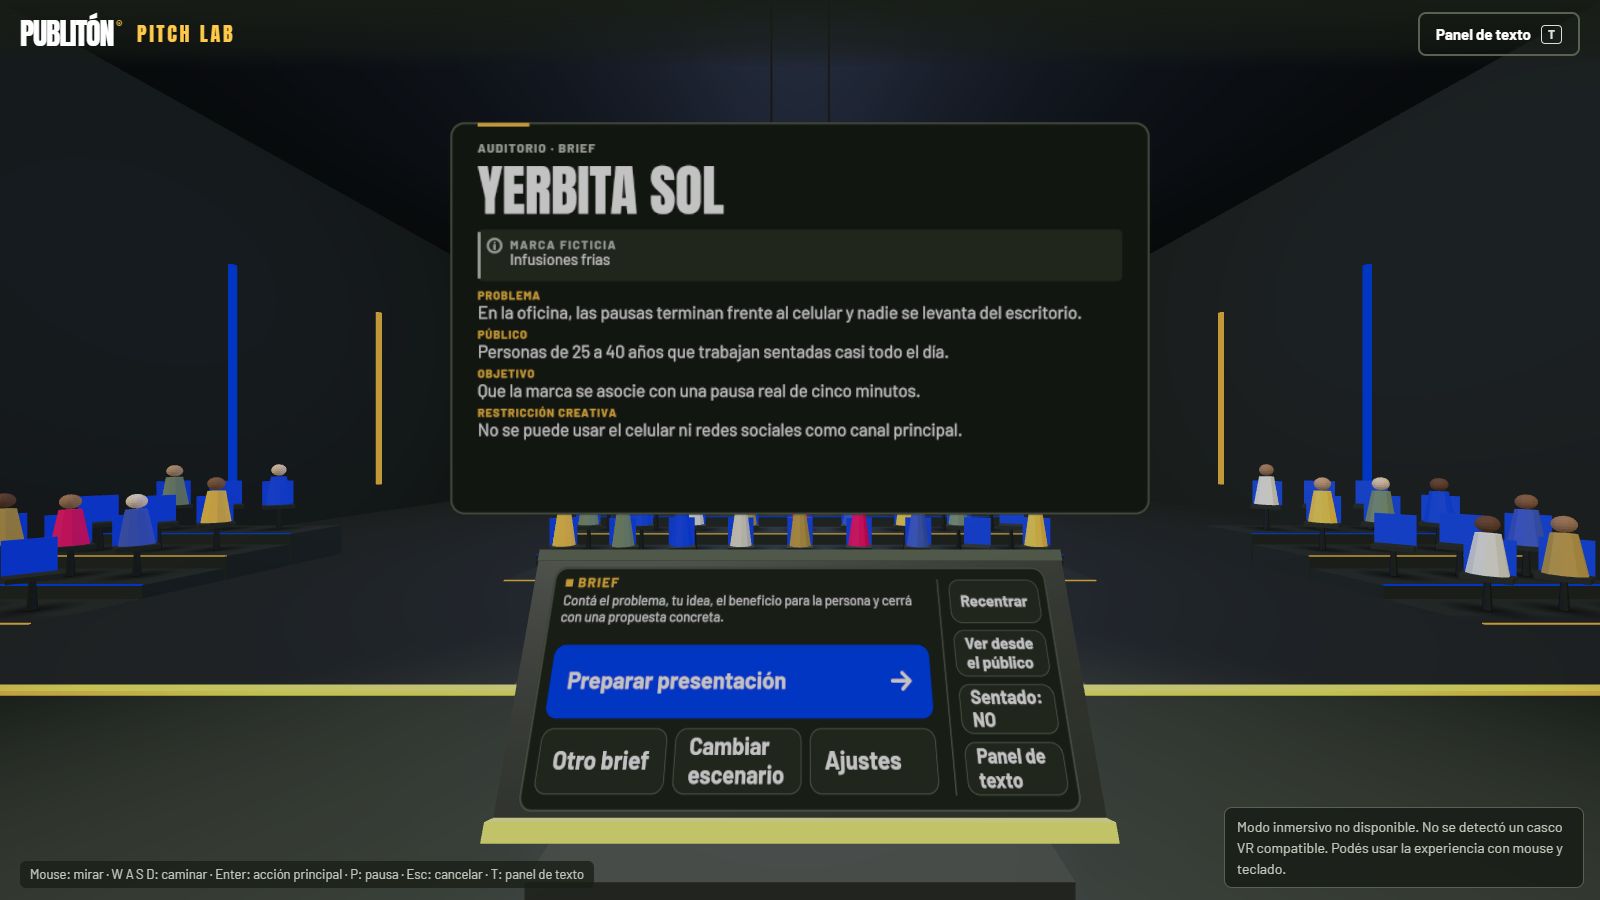 PUBLITÓN PITCH LAB
Panel de texto T
AUDITORIO · BRIEF
YERBITA SOL
MARCA FICTICIA
Infusiones frías
PROBLEMA
En la oficina, las pausas terminan frente al celular y nadie se levanta del escritorio.
PÚBLICO
Personas de 25 a 40 años que trabajan sentadas casi todo el día.
OBJETIVO
Que la marca se asocie con una pausa real de cinco minutos.
RESTRICCIÓN CREATIVA
No se puede usar el celular ni redes sociales como canal principal.
BRIEF
Contá el problema, tu idea, el beneficio para la persona y cerrá
con una propuesta concreta.
Preparar presentación →
Otro brief
Cambiar
escenario
Ajustes
Recentrar
Ver desde
el público
Sentado:
NO
Panel de
texto
Modo inmersivo no disponible. No se detectó un casco
VR compatible. Podés usar la experiencia con mouse y
teclado.
Mouse: mirar · W A S D: caminar · Enter: acción principal · P: pausa · Esc: cancelar · T: panel de texto